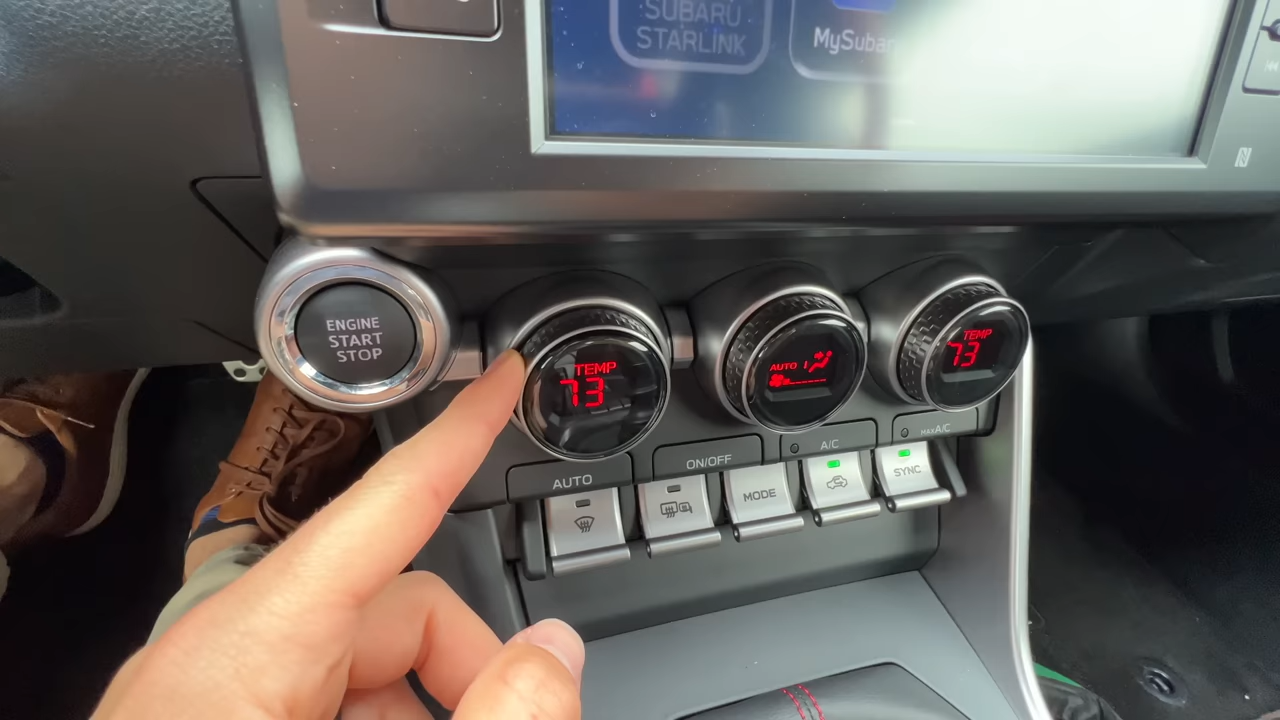 SUBARU
STARLINK
MySubar
ENGINE
START
STOP
TEMP
73
AUTO
TEMP
73
AUTO
ON/OFF
A/C
MAX A/C
MODE
SYNC